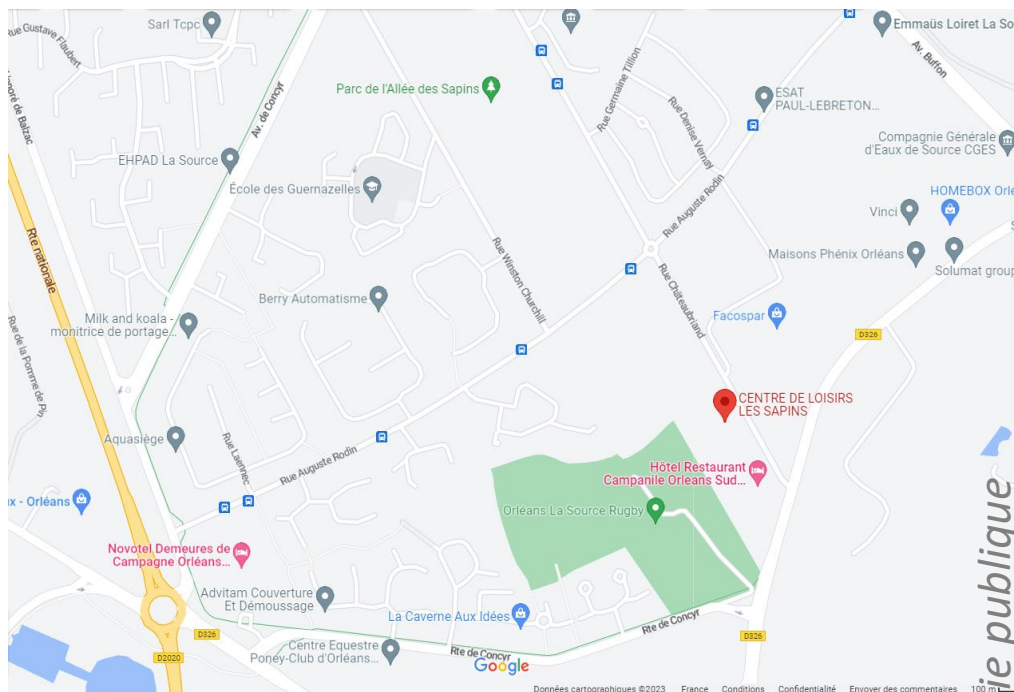 Sarl Tcpc
Rue Gustave Flaubert
Honoré de Balzac
Av. de Concyr
Parc de l'Allée des Sapins
Rue Germaine Tillion
Rue Denise Vernay
Emmaüs Loiret La So
Av. Buffon
ESAT
PAUL-LEBRETON...
Compagnie Générale
d'Eaux de Source CGES
EHPAD La Source
École des Guernazelles
HOMEBOX Orlé
Vinci
Rue Auguste Rodin
Maisons Phénix Orléans
Solumat group
Rte nationale
Rue Winston Churchill
Rue Châteaubriand
Berry Automatisme
Milk and koala -
monitrice de portage...
Facospar
D326
Rue de la Pomme de Pin
CENTRE DE LOISIRS
LES SAPINS
Aquasiège
Rue Laennec
Rue Auguste Rodin
Hôtel Restaurant
Campanile Orleans Sud...
x - Orléans
Orléans La Source Rugby
Novotel Demeures de
Campagne Orléans...
Advitam Couverture
Et Démoussage
La Caverne Aux Idées
Rte de Concyr
D326
D326
D2020
Centre Equestre
Poney-Club d'Orléans...
Rte de Concyr
Google
ie publique
Données cartographiques ©2023 France Conditions Confidentialité Envoyer des commentaires 100 m